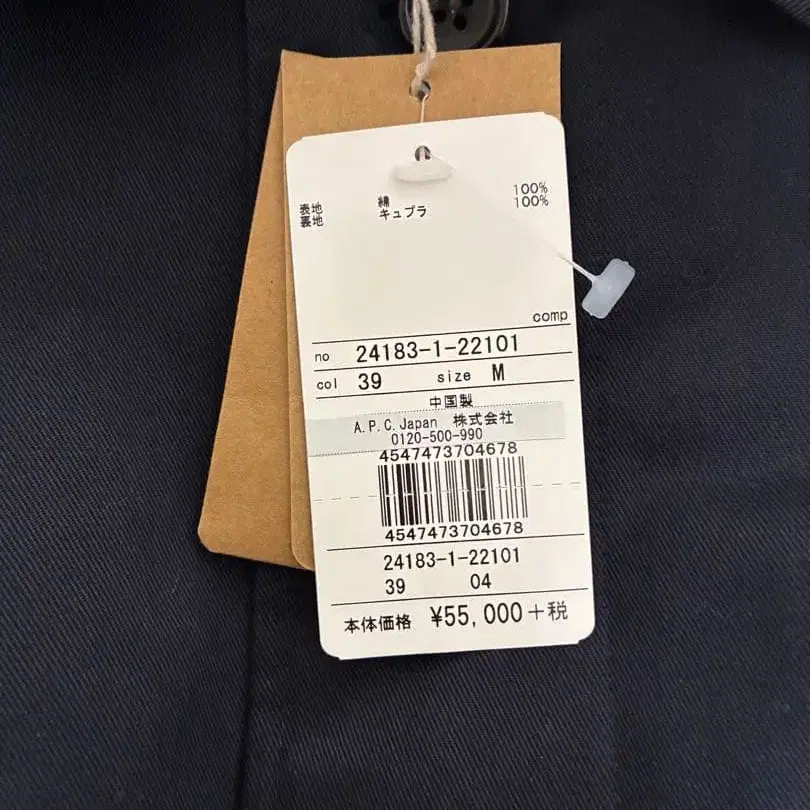 表地 綿 100%
裏地 キュプラ 100%
comp
no 24183-1-22101
col 39 size M
中国製
A.P.C.Japan 株式会社
0120-500-990
4547473704678
4547473704678
24183-1-22101
39 04
本体価格 ¥55,000+税